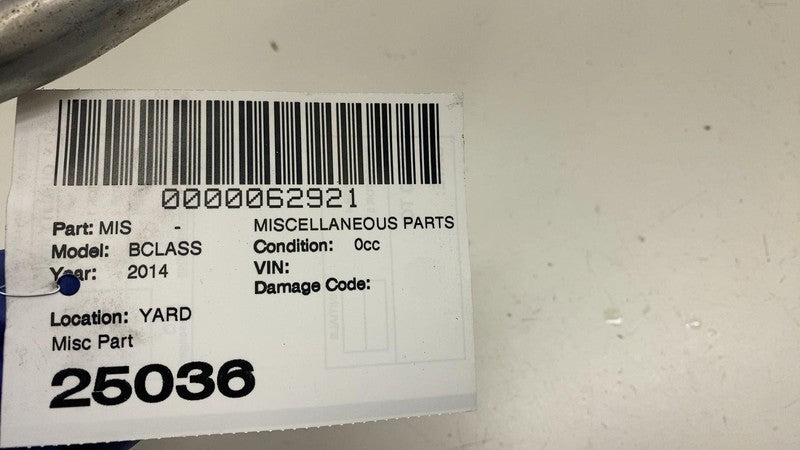 0000062921
Part: MIS - MISCELLANEOUS PARTS
Model: BCLASS Condition: 0cc
Year: 2014 VIN:
Damage Code:
Location: YARD
Misc Part
25036